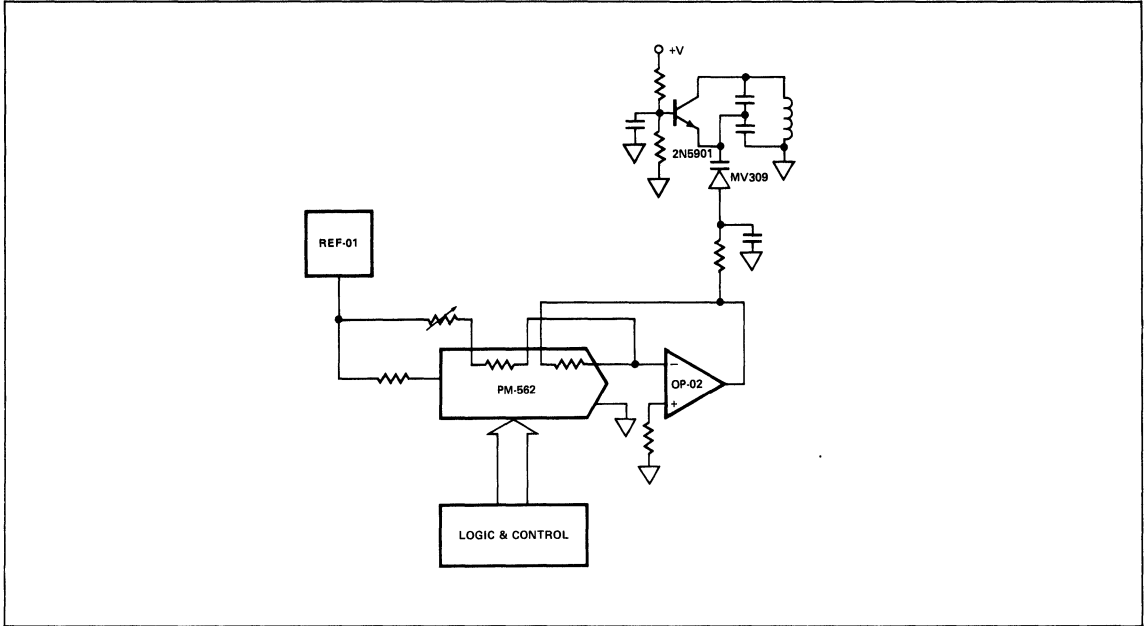 +V
2N5901
MV309
REF-01
PM-562
−
OP-02
+
LOGIC & CONTROL